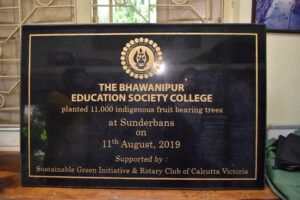 THE BHAWANIPUR
EDUCATION SOCIETY COLLEGE
planted 11,000 indigenous fruit bearing trees
at Sunderbans
on
11th August, 2019
Supported by :
Sustainable Green Initiative & Rotary Club of Calcutta Victoria